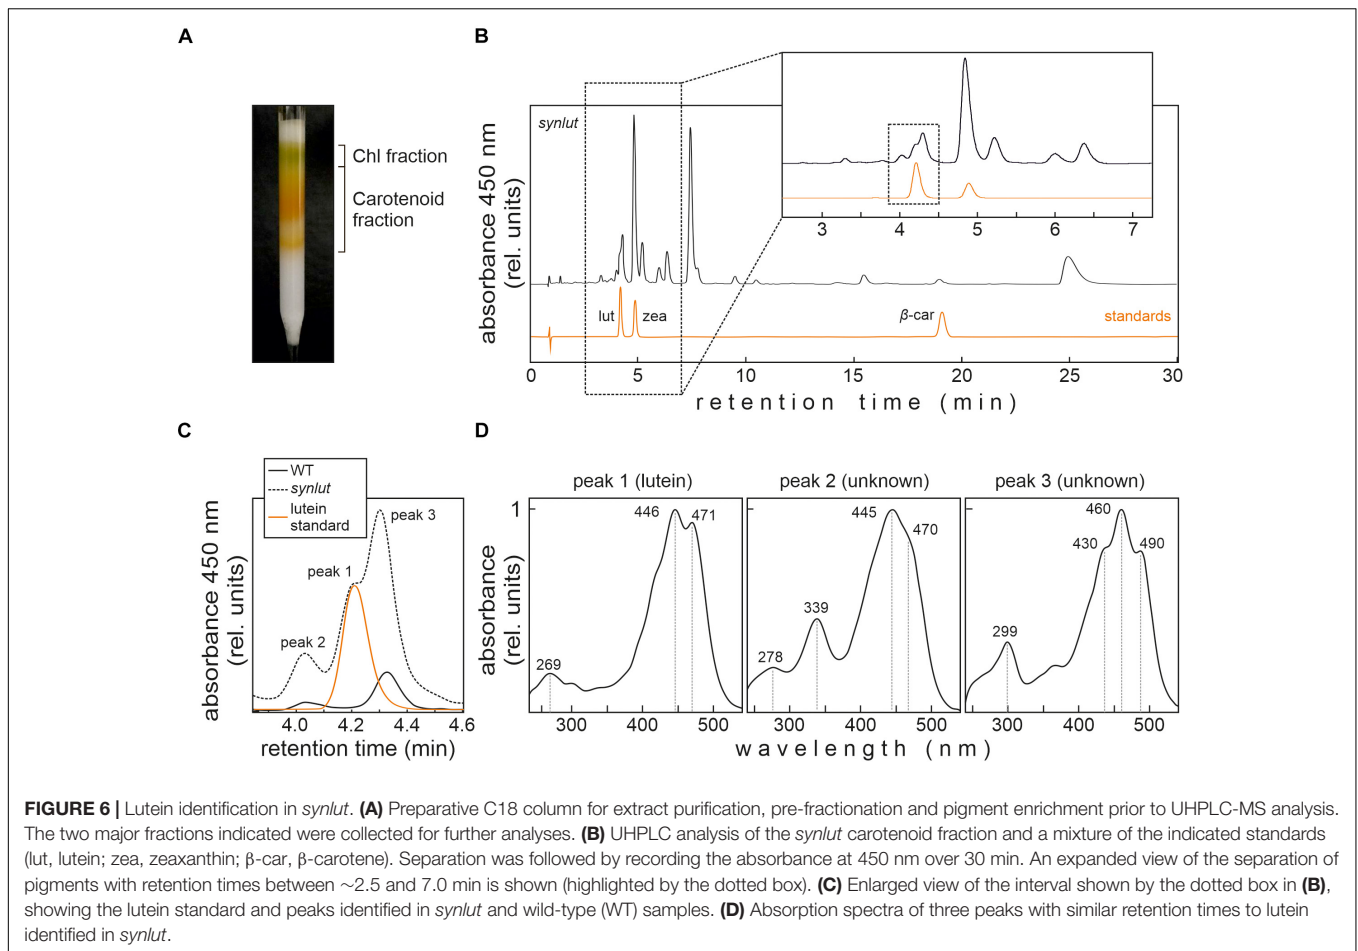 A
Chl fraction
Carotenoid
fraction
B
absorbance 450 nm
(rel. units)
synlut
lut
zea
β-car
standards
3
4
5
6
7
0
5
10
15
20
25
30
retention time (min)
C
WT
synlut
lutein
standard
peak 1
peak 2
peak 3
absorbance 450 nm
(rel. units)
4.0
4.2
4.4
4.6
retention time (min)
D
peak 1 (lutein)
peak 2 (unknown)
peak 3 (unknown)
absorbance
(rel. units)
1
269
446
471
278
339
445
470
299
430
460
490
300
400
500
300
400
500
300
400
500
wavelength (nm)
FIGURE 6 | Lutein identification in synlut. (A) Preparative C18 column for extract purification, pre-fractionation and pigment enrichment prior to UHPLC-MS analysis.
The two major fractions indicated were collected for further analyses. (B) UHPLC analysis of the synlut carotenoid fraction and a mixture of the indicated standards
(lut, lutein; zea, zeaxanthin; β-car, β-carotene). Separation was followed by recording the absorbance at 450 nm over 30 min. An expanded view of the separation of
pigments with retention times between ∼2.5 and 7.0 min is shown (highlighted by the dotted box). (C) Enlarged view of the interval shown by the dotted box in (B),
showing the lutein standard and peaks identified in synlut and wild-type (WT) samples. (D) Absorption spectra of three peaks with similar retention times to lutein
identified in synlut.